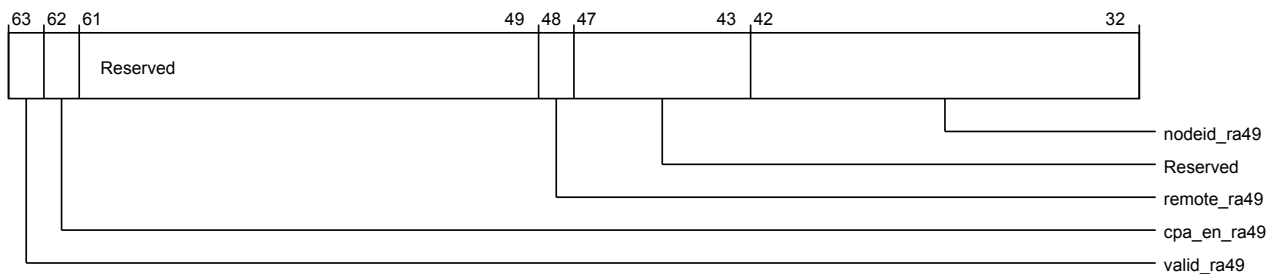 63 62 61 49 48 47 43 42 32
Reserved
nodeid_ra49
Reserved
remote_ra49
cpa_en_ra49
valid_ra49